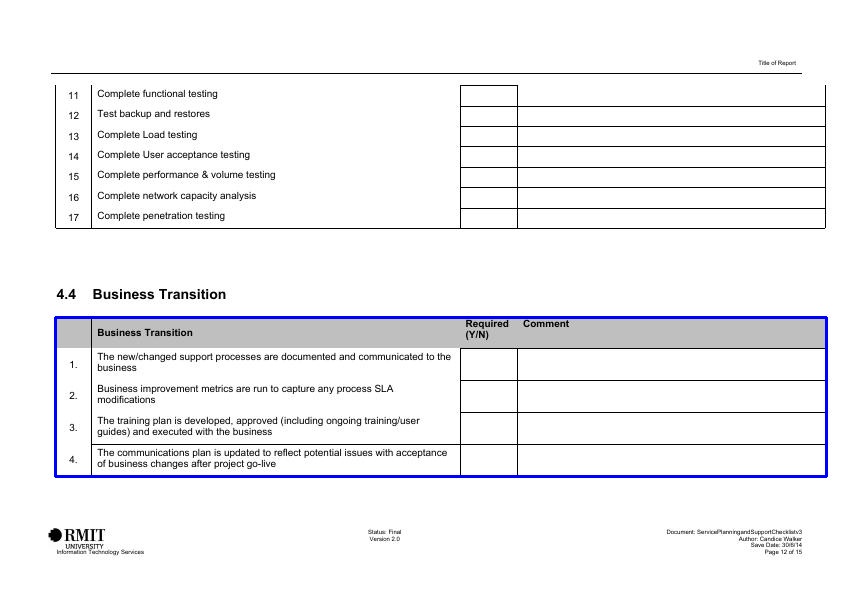 Title of Report
11 Complete functional testing
12 Test backup and restores
13 Complete Load testing
14 Complete User acceptance testing
15 Complete performance & volume testing
16 Complete network capacity analysis
17 Complete penetration testing
4.4 Business Transition
Business Transition Required (Y/N) Comment
1. The new/changed support processes are documented and communicated to the
business
2. Business improvement metrics are run to capture any process SLA
modifications
3. The training plan is developed, approved (including ongoing training/user
guides) and executed with the business
4. The communications plan is updated to reflect potential issues with acceptance
of business changes after project go-live
RMIT
UNIVERSITY
Information Technology Services
Status: Final
Version 2.0
Document: ServicePlanningandSupportChecklistv3
Author: Candice Walker
Save Date: 30/6/14
Page 12 of 15